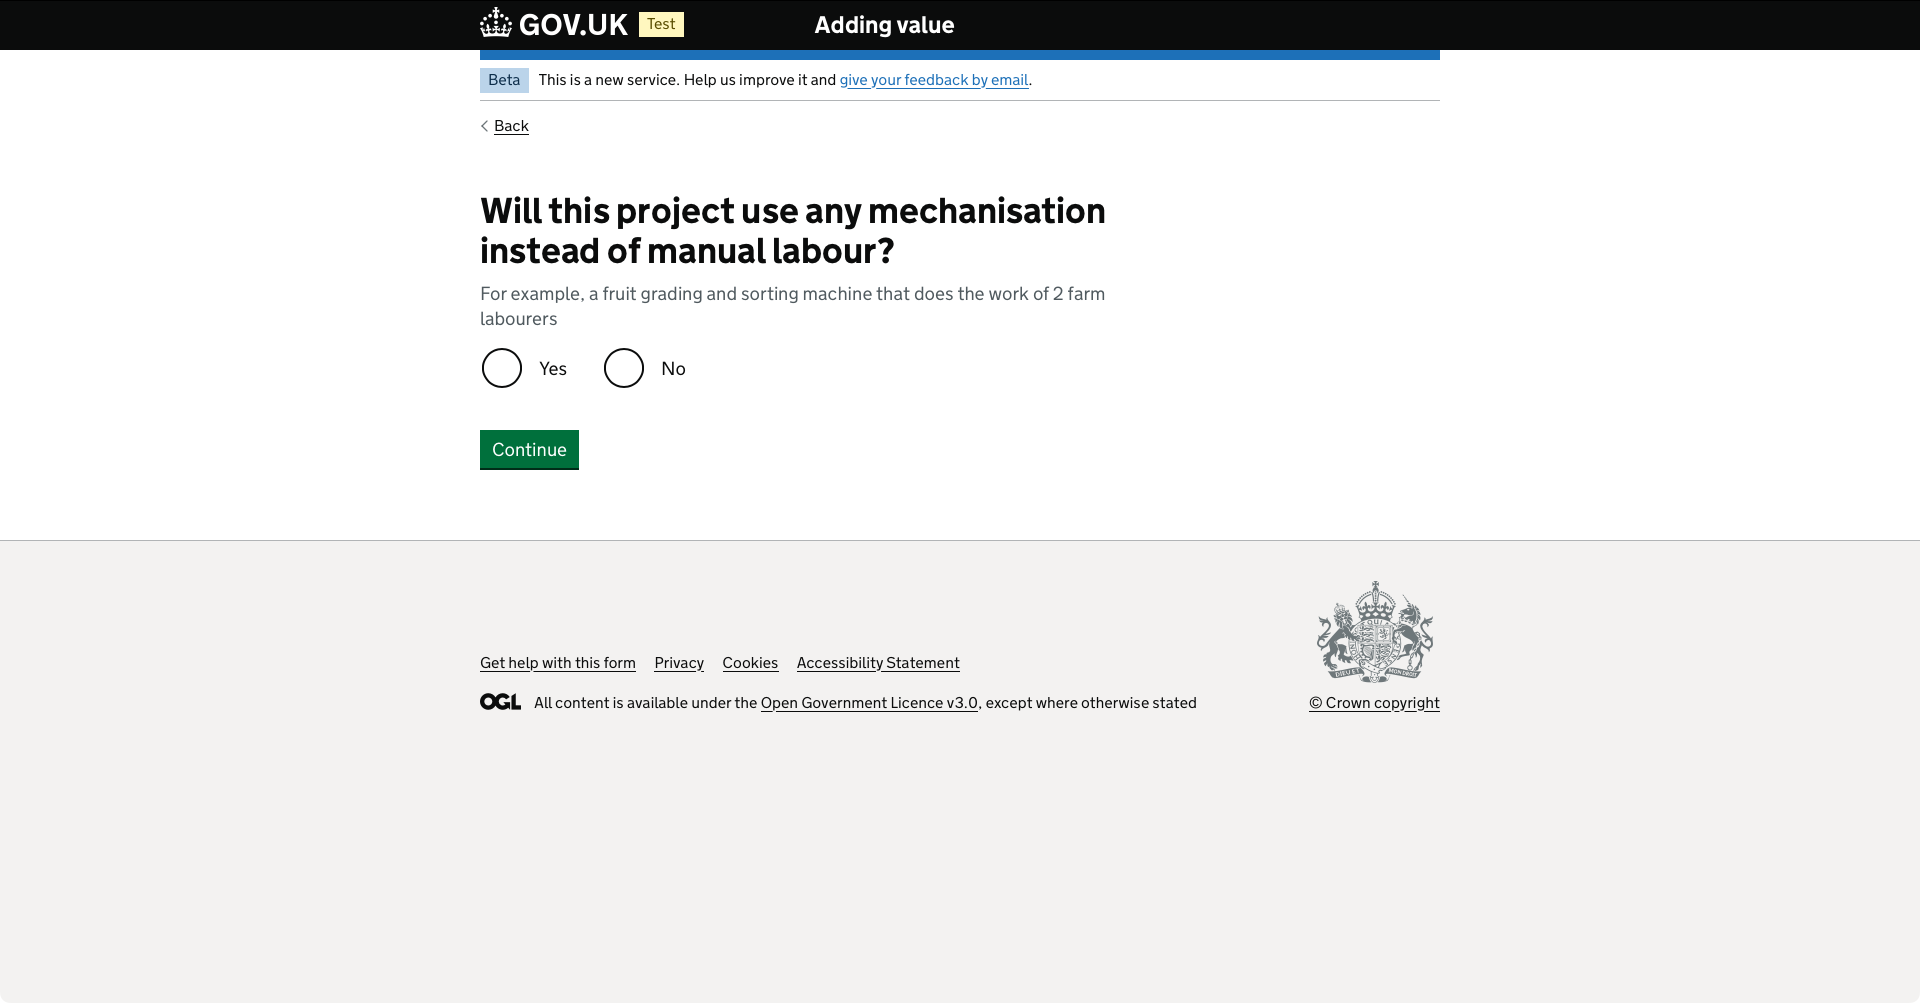 GOV.UK Test Adding value
Beta This is a new service. Help us improve it and give your feedback by email.
Back
Will this project use any mechanisation
instead of manual labour?
For example, a fruit grading and sorting machine that does the work of 2 farm
labourers
Yes No
Continue
Get help with this form Privacy Cookies Accessibility Statement
OGL All content is available under the Open Government Licence v3.0, except where otherwise stated
© Crown copyright